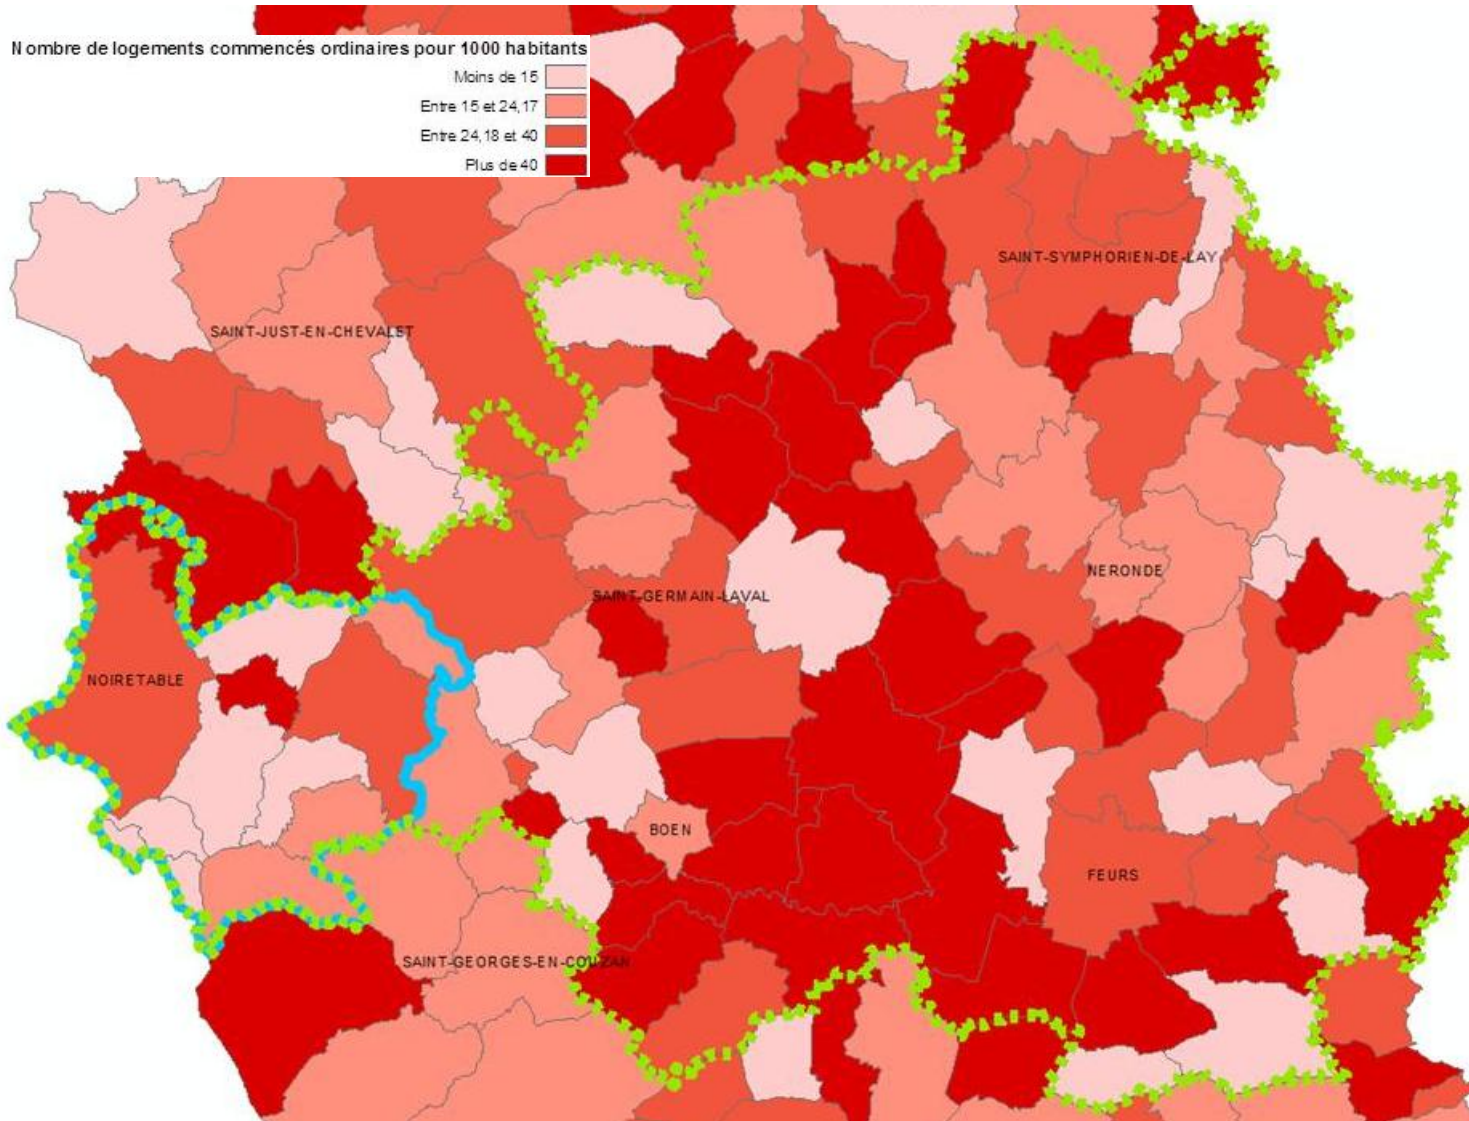 Nombre de logements commencés ordinaires pour 1000 habitants
Moins de 15
Entre 15 et 24,17
Entre 24,18 et 40
Plus de 40
SAINT-SYMPHORIEN-DE-LAY
SAINT-JUST-EN-CHEVALET
NERONDE
SAINT-GERMAIN-LAVAL
NOIRETABLE
BOEN
FEURS
SAINT-GEORGES-EN-COUZAN